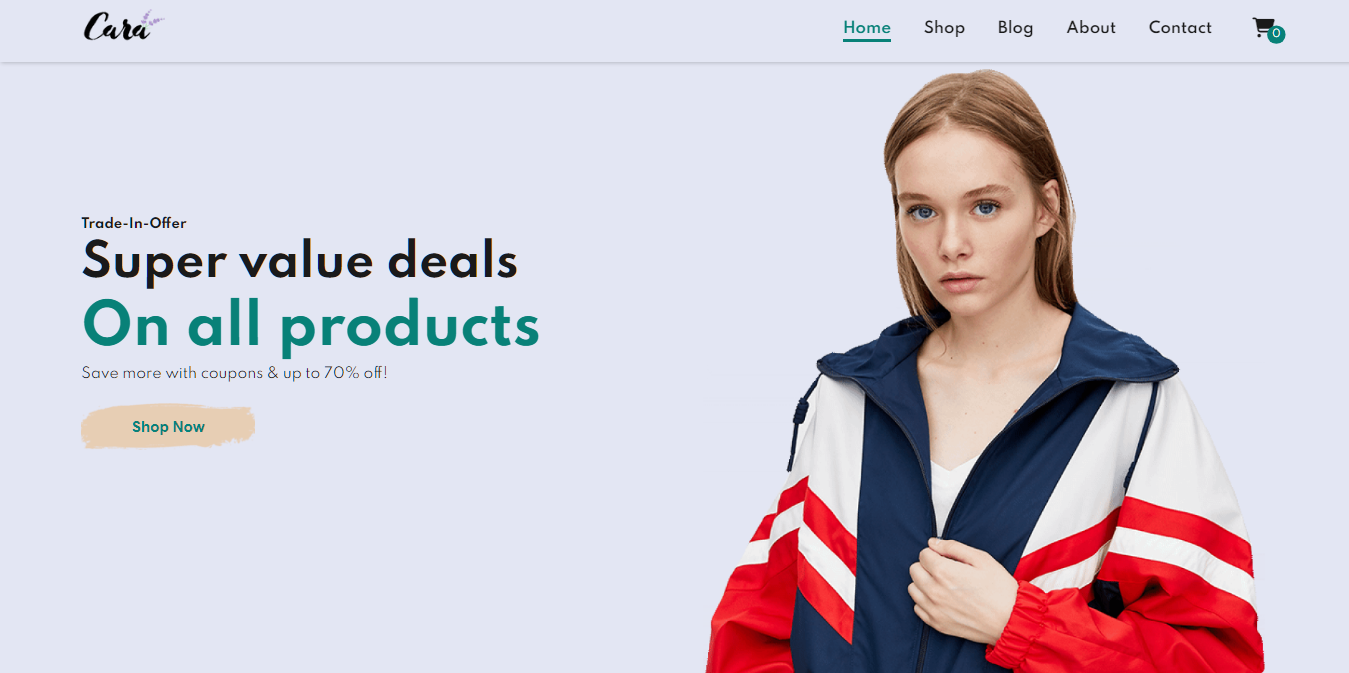 Cara
Home Shop Blog About Contact 0
Trade-In-Offer
Super value deals
On all products
Save more with coupons & up to 70% off!
Shop Now